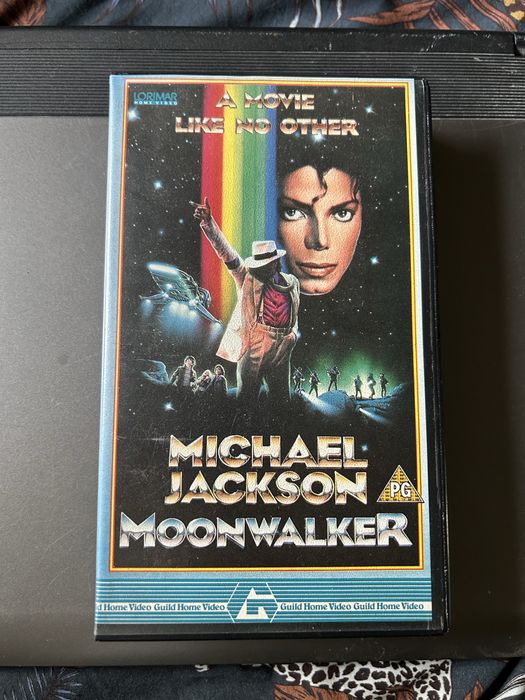 LORIMAR
HOME VIDEO
A MOVIE
LIKE NO OTHER
MICHAEL
JACKSON
PG
MOONWALKER
d Home Video Guild Home Video G Guild Home Video Guild Home Video